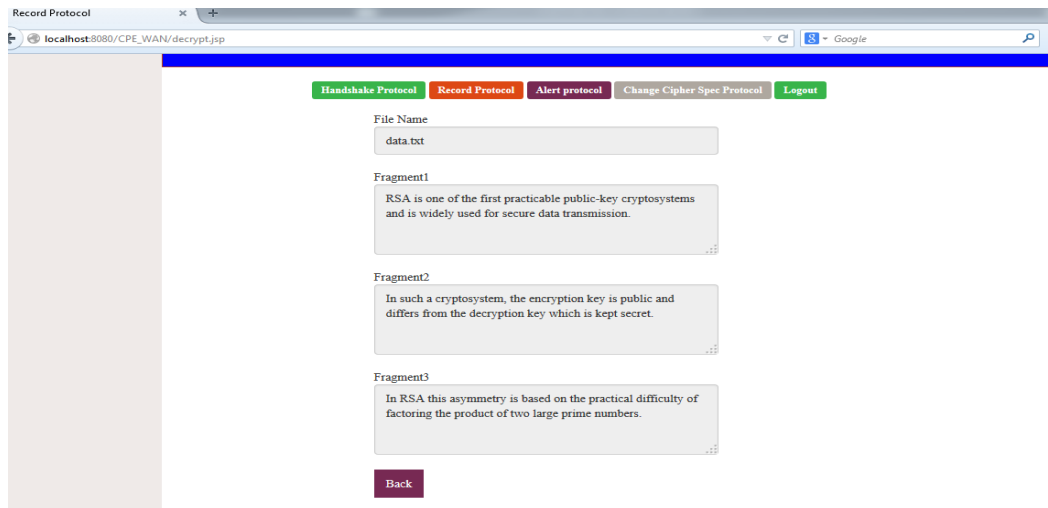 Record Protocol
localhost:8080/CPE_WAN/decrypt.jsp
Google
Handshake Protocol Record Protocol Alert protocol Change Cipher Spec Protocol Logout
File Name
data.txt
Fragment1
RSA is one of the first practicable public-key cryptosystems
and is widely used for secure data transmission.
Fragment2
In such a cryptosystem, the encryption key is public and
differs from the decryption key which is kept secret.
Fragment3
In RSA this asymmetry is based on the practical difficulty of
factoring the product of two large prime numbers.
Back